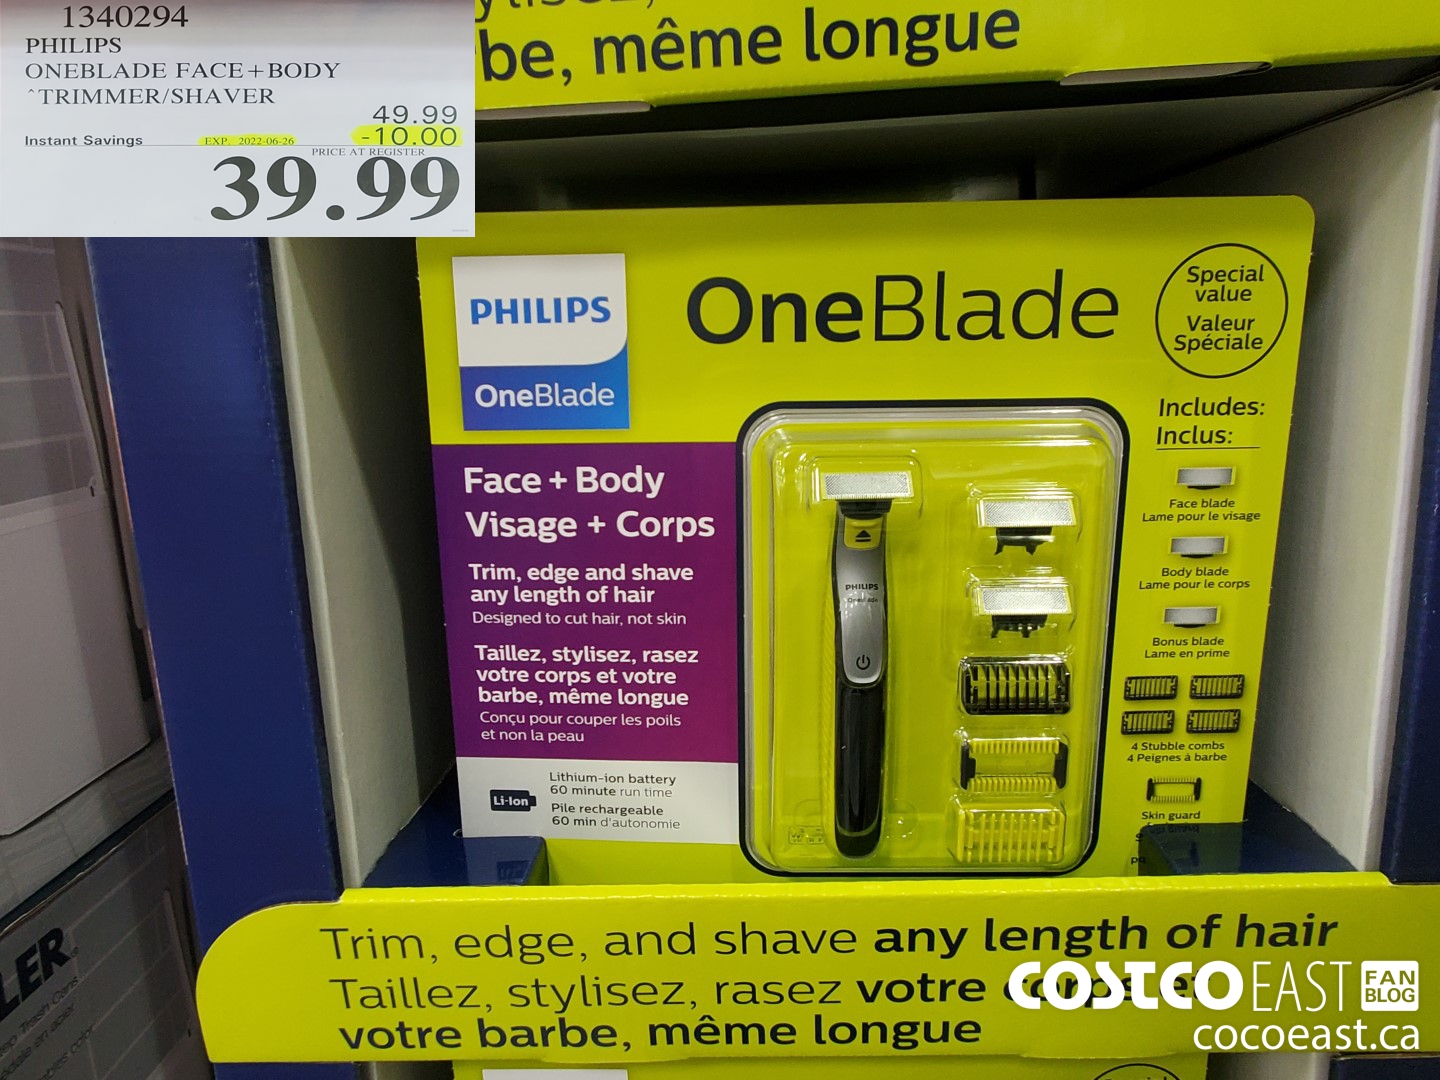 1340294
PHILIPS
ONEBLADE FACE+BODY
^TRIMMER/SHAVER
49.99
Instant Savings EXP. 2022-06-26 -10.00
PRICE AT REGISTER
39.99
be, même longue
PHILIPS
OneBlade
OneBlade
Special
value
Valeur
Spéciale
Face + Body
Visage + Corps
Trim, edge and shave
any length of hair
Designed to cut hair, not skin
Taillez, stylisez, rasez
votre corps et votre
barbe, même longue
Conçu pour couper les poils
et non la peau
Li-Ion
Lithium-ion battery
60 minute run time
Pile rechargeable
60 min d'autonomie
PHILIPS
OneBlade
Includes:
Inclus:
Face blade
Lame pour le visage
Body blade
Lame pour le corps
Bonus blade
Lame en prime
4 Stubble combs
4 Peignes à barbe
Skin guard
Trim, edge, and shave any length of hair
Taillez, stylisez, rasez votre corps et
votre barbe, même longue
LER
Trash Cans
COSTCO EAST FAN BLOG
cocoeast.ca